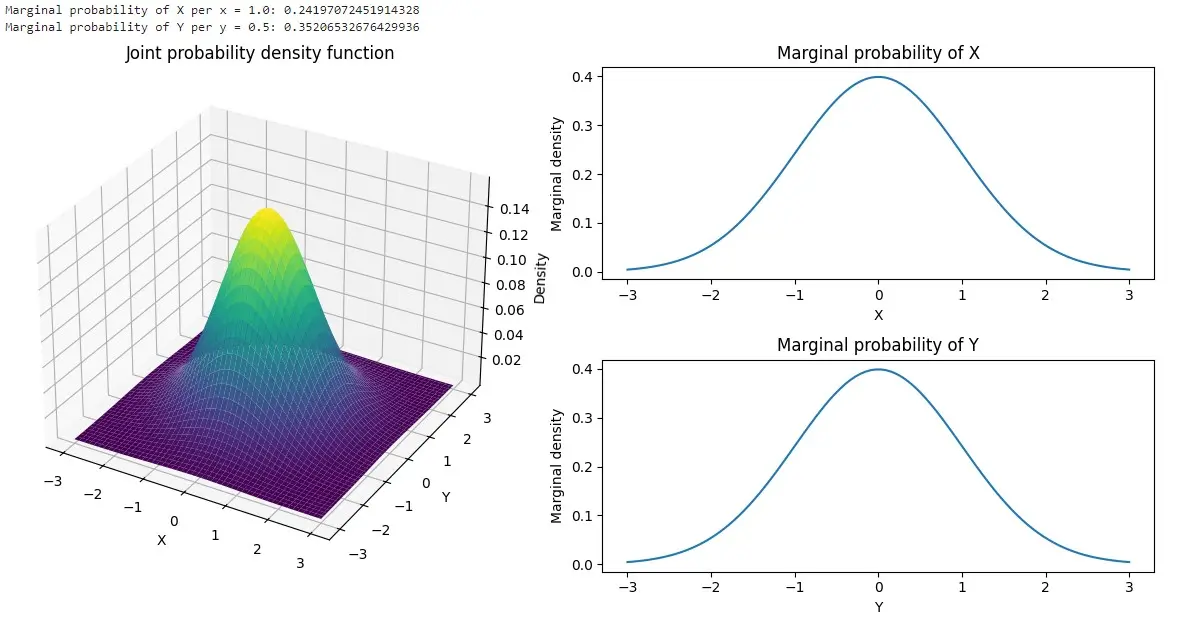 Marginal probability of X per x = 1.0: 0.24197072451914328
Marginal probability of Y per y = 0.5: 0.35206532676429936
Joint probability density function
0.14
0.12
0.10
0.08
0.06
0.04
0.02
Density
−3
−2
−1
0
1
2
3
X
−3
−2
−1
0
1
2
3
Y
Marginal probability of X
0.4
0.3
0.2
0.1
0.0
Marginal density
−3 −2 −1 0 1 2 3
X
Marginal probability of Y
0.4
0.3
0.2
0.1
0.0
Marginal density
−3 −2 −1 0 1 2 3
Y